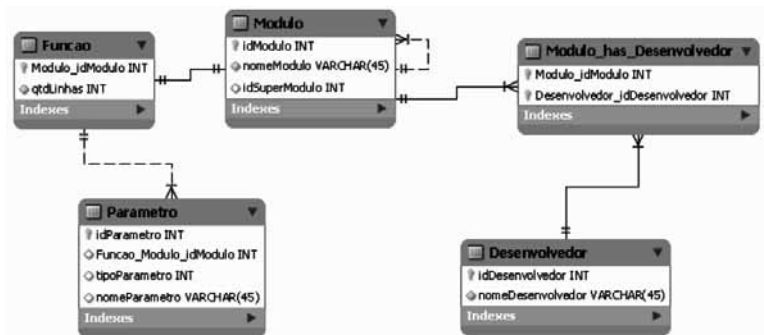 Modulo
idModulo INT
nomeModulo VARCHAR(45)
idSuperModulo INT
Indexes
Funcao
Modulo_idModulo INT
qtdLinhas INT
Indexes
Modulo_has_Desenvolvedor
Modulo_idModulo INT
Desenvolvedor_idDesenvolvedor INT
Indexes
Parametro
idParametro INT
Funcao_Modulo_idModulo INT
tipoParametro INT
nomeParametro VARCHAR(45)
Indexes
Desenvolvedor
idDesenvolvedor INT
nomeDesenvolvedor VARCHAR(45)
Indexes